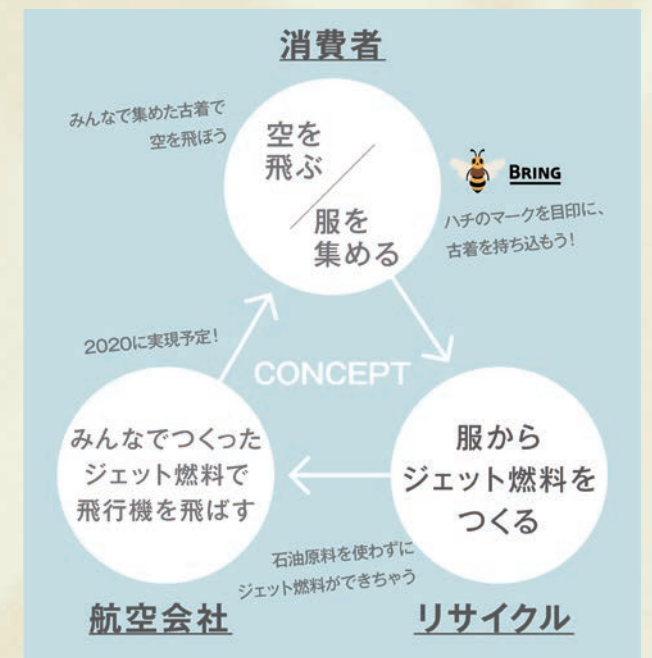 消費者
みんなで集めた古着で
空を飛ぼう
空を
飛ぶ
服を
集める
BRING
ハチのマークを目印に、
古着を持ち込もう!
2020に実現予定!
CONCEPT
みんなでつくった
ジェット燃料で
飛行機を飛ばす
服から
ジェット燃料を
つくる
石油原料を使わずに
ジェット燃料ができちゃう
航空会社
リサイクル